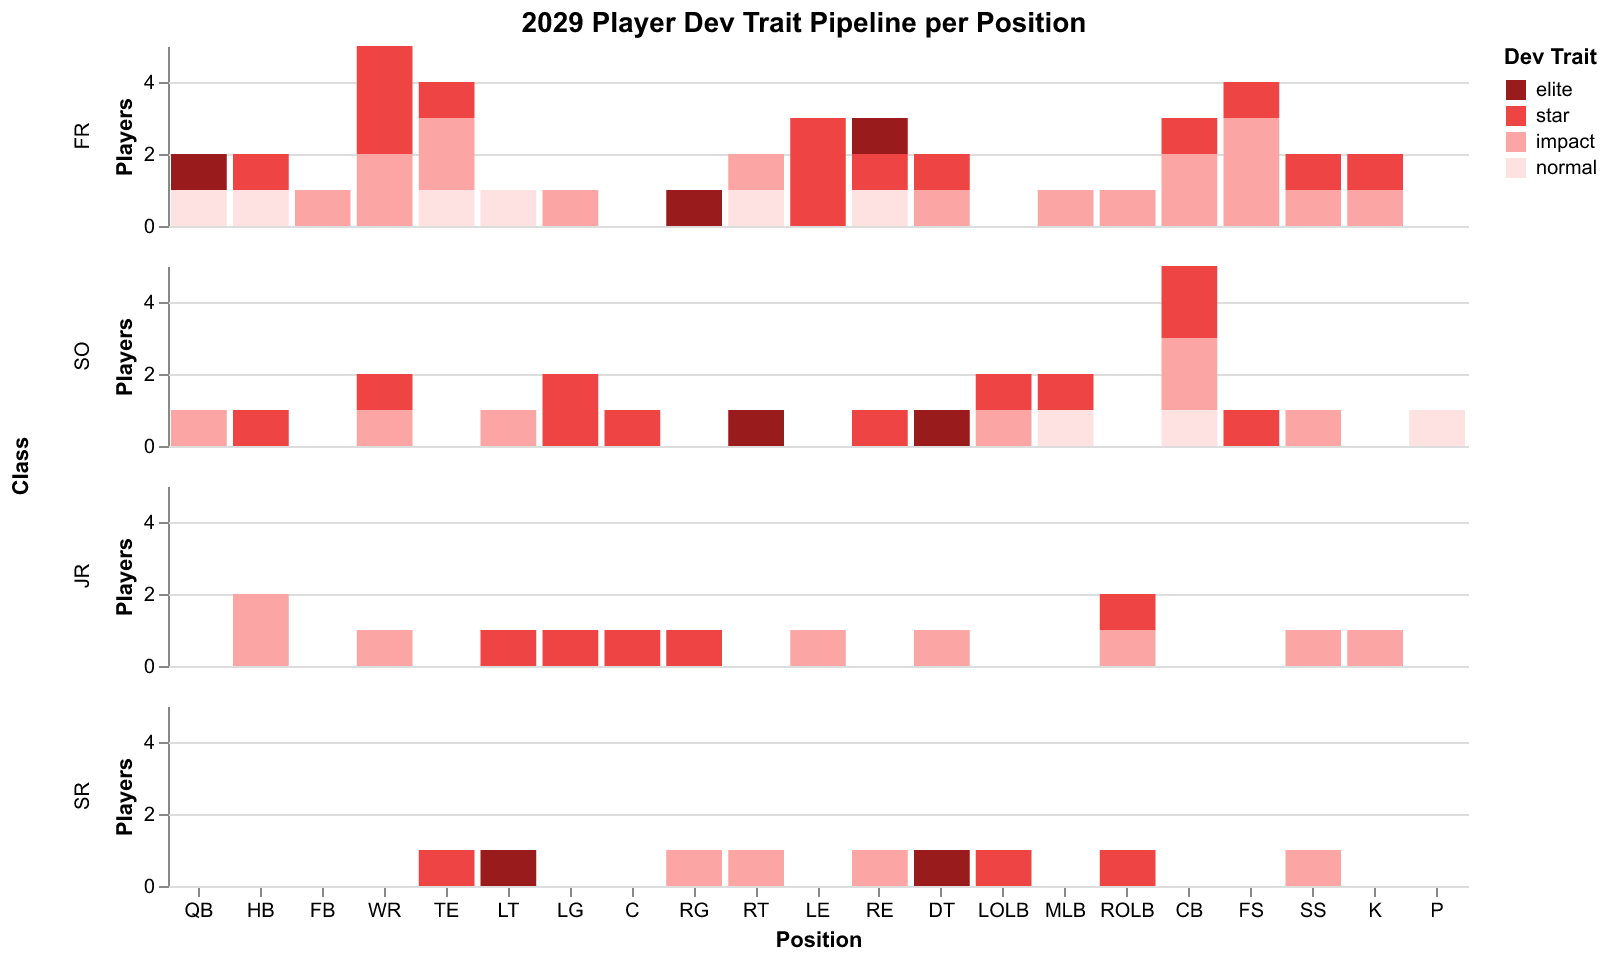 2029 Player Dev Trait Pipeline per Position
Dev Trait
elite
star
impact
normal
Class
FR
Players
4
2
0
SO
Players
4
2
0
JR
Players
4
2
0
SR
Players
4
2
0
QB HB FB WR TE LT LG C RG RT LE RE DT LOLB MLB ROLB CB FS SS K P
Position